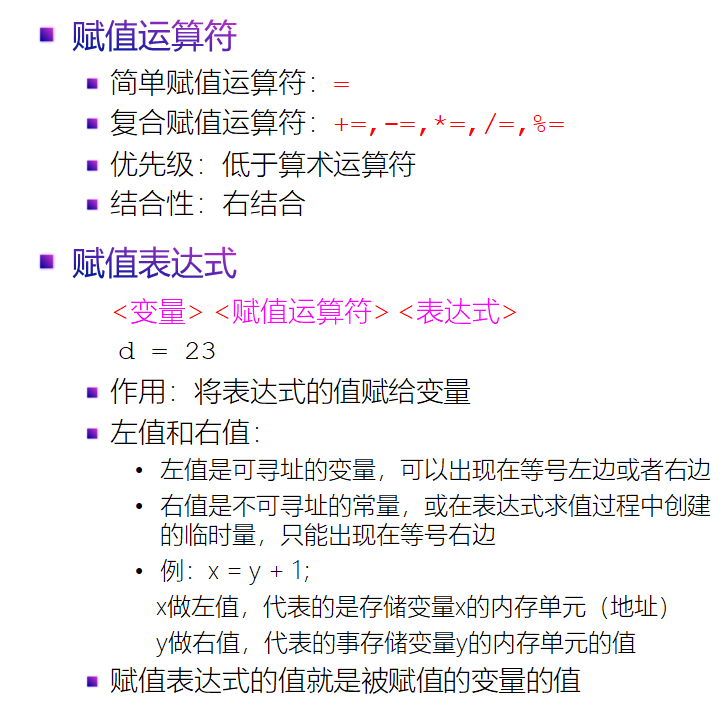 赋值运算符
简单赋值运算符：=
复合赋值运算符：+=,-=,*=,/=,%=
优先级：低于算术运算符
结合性：右结合
赋值表达式
<变量> <赋值运算符> <表达式>
d = 23
作用：将表达式的值赋给变量
左值和右值：
• 左值是可寻址的变量，可以出现在等号左边或者右边
• 右值是不可寻址的常量，或在表达式求值过程中创建
的临时量，只能出现在等号右边
• 例：x = y + 1;
x做左值，代表的是存储变量x的内存单元（地址）
y做右值，代表的事存储变量y的内存单元的值
赋值表达式的值就是被赋值的变量的值